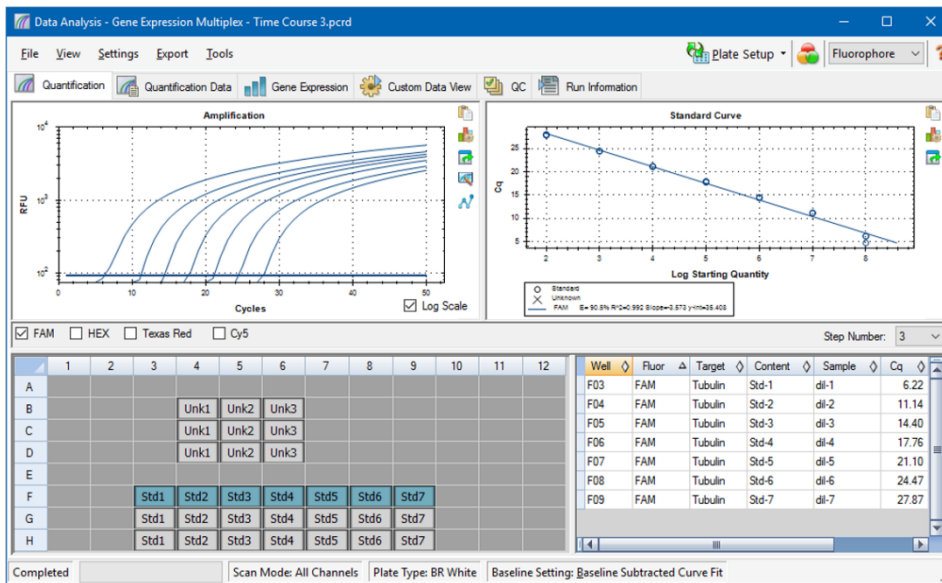 Data Analysis - Gene Expression Multiplex - Time Course 3.pcrd
File View Settings Export Tools
Plate Setup
Fluorophore
?
Quantification Quantification Data Gene Expression Custom Data View QC Run Information
Amplification
10^4
10^3
10^2
RFU
0 10 20 30 40 50
Cycles
Log Scale
Standard Curve
25
20
15
10
5
Cq
2 3 4 5 6 7 8
Log Starting Quantity
O Standard
X Unknown
FAM E= 90.5% R^2=0.992 Slope=-3.573 y-int=35.408
FAM HEX Texas Red Cy5
Step Number: 3
1 2 3 4 5 6 7 8 9 10 11 12
A
B Unk1 Unk2 Unk3
C Unk1 Unk2 Unk3
D Unk1 Unk2 Unk3
E
F Std1 Std2 Std3 Std4 Std5 Std6 Std7
G Std1 Std2 Std3 Std4 Std5 Std6 Std7
H Std1 Std2 Std3 Std4 Std5 Std6 Std7
Well Fluor Target Content Sample Cq
F03 FAM Tubulin Std-1 dil-1 6.22
F04 FAM Tubulin Std-2 dil-2 11.14
F05 FAM Tubulin Std-3 dil-3 14.40
F06 FAM Tubulin Std-4 dil-4 17.76
F07 FAM Tubulin Std-5 dil-5 21.10
F08 FAM Tubulin Std-6 dil-6 24.47
F09 FAM Tubulin Std-7 dil-7 27.87
Completed
Scan Mode: All Channels
Plate Type: BR White
Baseline Setting: Baseline Subtracted Curve Fit